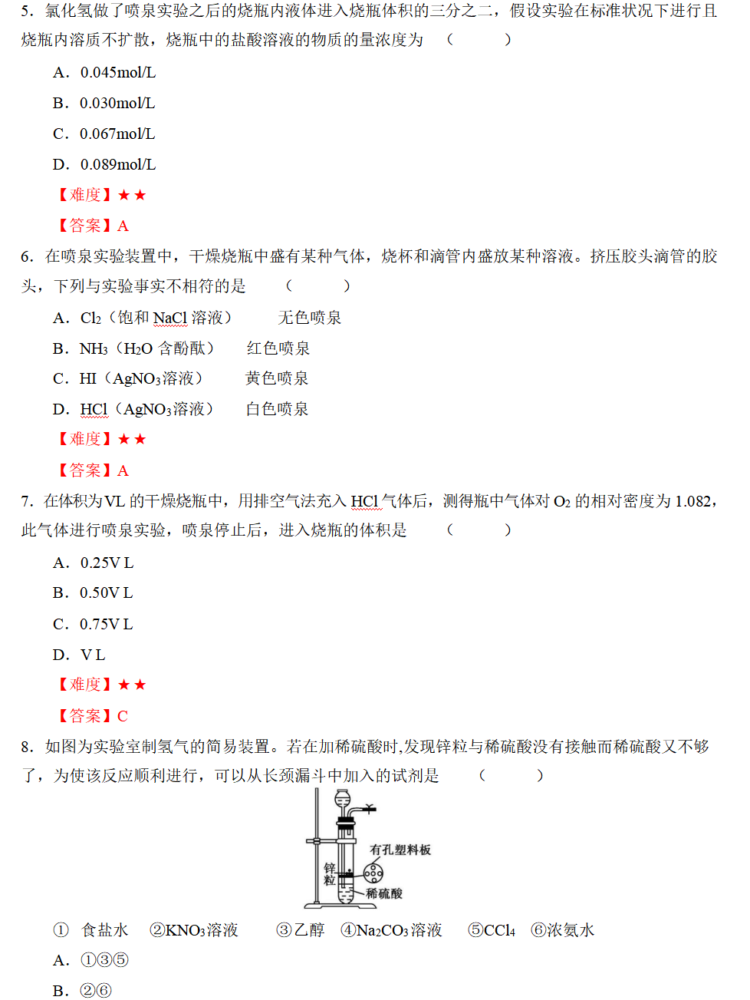 5．氯化氢做了喷泉实验之后的烧瓶内液体进入烧瓶体积的三分之二，假设实验在标准状况下进行且
烧瓶内溶质不扩散，烧瓶中的盐酸溶液的物质的量浓度为　（　　　）
A．0.045mol/L
B．0.030mol/L
C．0.067mol/L
D．0.089mol/L
【难度】★★
【答案】A
6．在喷泉实验装置中，干燥烧瓶中盛有某种气体，烧杯和滴管内盛放某种溶液。挤压胶头滴管的胶
头，下列与实验事实不相符的是　　（　　　）
A．Cl₂（饱和 NaCl 溶液）　　无色喷泉
B．NH₃（H₂O 含酚酞）　　红色喷泉
C．HI（AgNO₃溶液）　　黄色喷泉
D．HCl（AgNO₃溶液）　　白色喷泉
【难度】★★
【答案】A
7．在体积为VL 的干燥烧瓶中，用排空气法充入 HCl 气体后，测得瓶中气体对 O₂ 的相对密度为 1.082，
此气体进行喷泉实验，喷泉停止后，进入烧瓶的体积是　　（　　　）
A．0.25V L
B．0.50V L
C．0.75V L
D．V L
【难度】★★
【答案】C
8．如图为实验室制氢气的简易装置。若在加稀硫酸时,发现锌粒与稀硫酸没有接触而稀硫酸又不够
了，为使该反应顺利进行，可以从长颈漏斗中加入的试剂是　　（　　　）
有孔塑料板
锌
粒
稀硫酸
①　食盐水　②KNO₃溶液　　③乙醇　④Na₂CO₃溶液　　⑤CCl₄　⑥浓氨水
A．①③⑤
B．②⑥